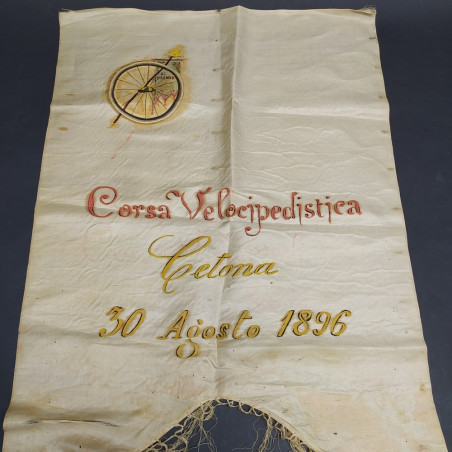 Corsa Velocipedistica
Cetona
30 Agosto 1896